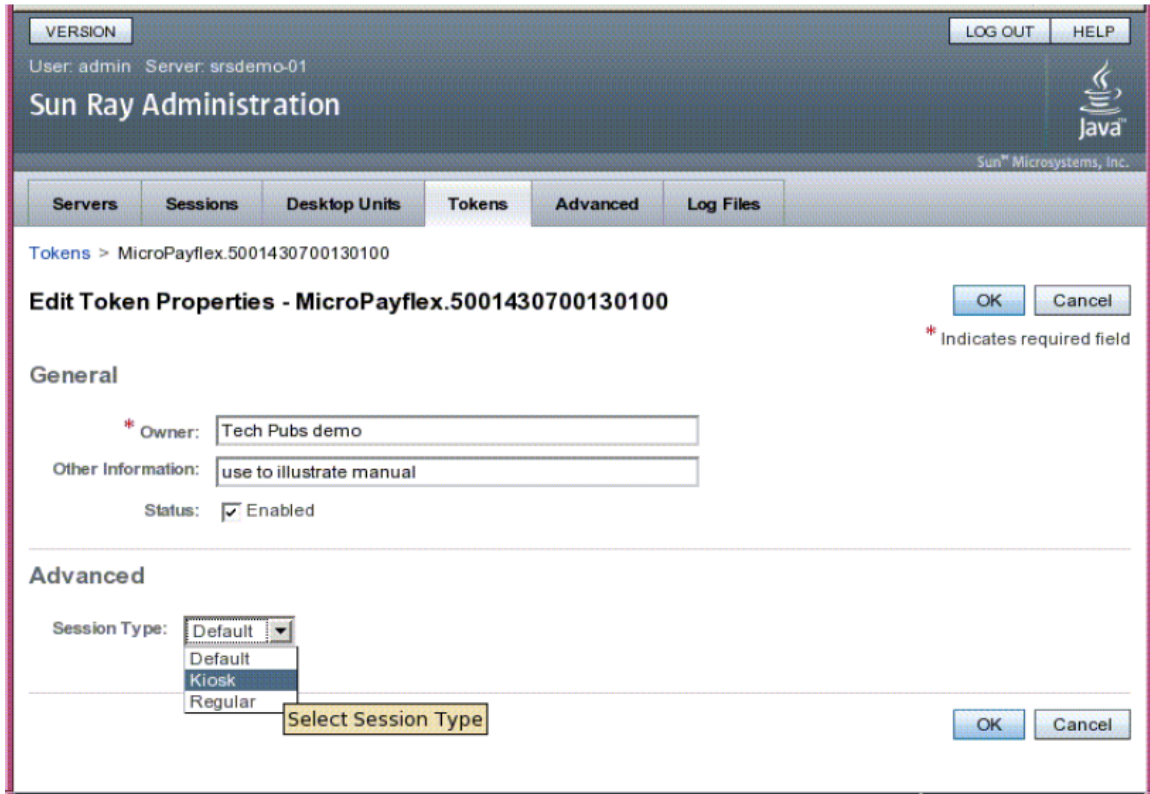 VERSION LOG OUT HELP
User: admin Server: srsdemo-01
Sun Ray Administration
Java™
Sun™ Microsystems, Inc.
Servers Sessions Desktop Units Tokens Advanced Log Files
Tokens > MicroPayflex.5001430700130100
Edit Token Properties - MicroPayflex.5001430700130100 OK Cancel
* Indicates required field
General
* Owner: Tech Pubs demo
Other Information: use to illustrate manual
Status: Enabled
Advanced
Session Type: Default
Default
Kiosk
Regular
Select Session Type
OK Cancel